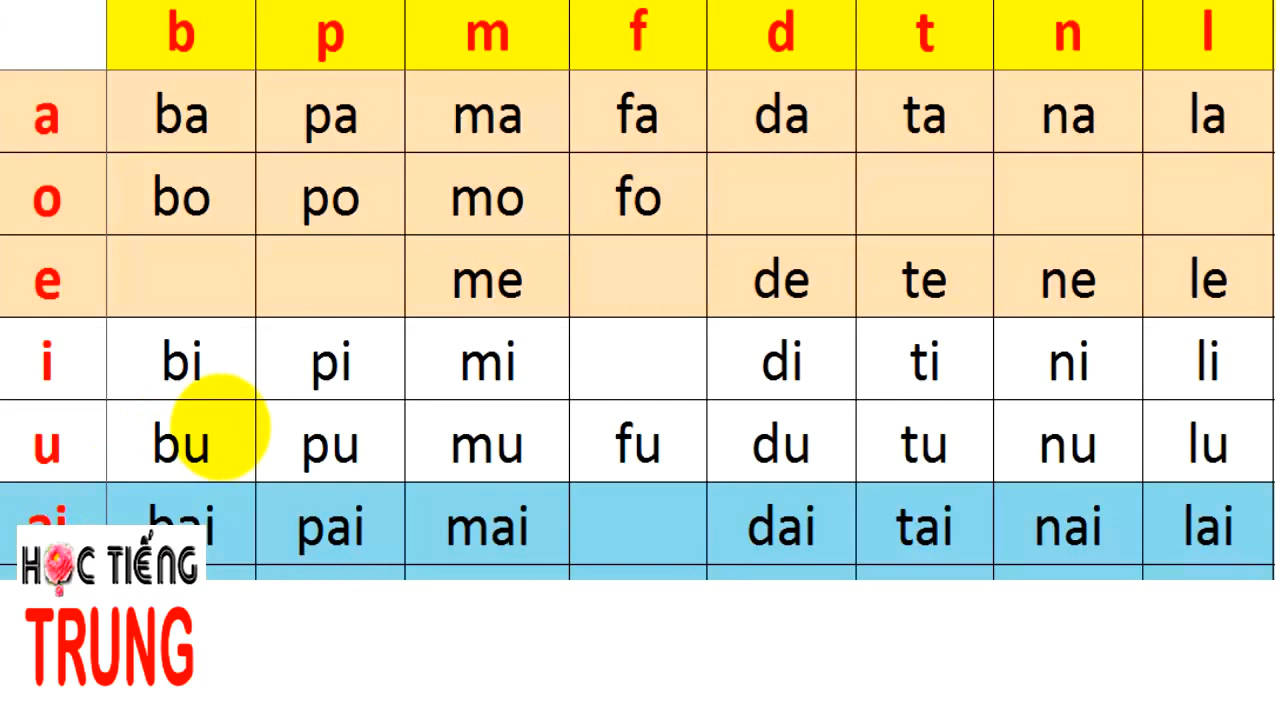 b p m f d t n l
a ba pa ma fa da ta na la
o bo po mo fo
e me de te ne le
i bi pi mi di ti ni li
u bu pu mu fu du tu nu lu
ai bai pai mai dai tai nai lai
HỌC TIẾNG
TRUNG